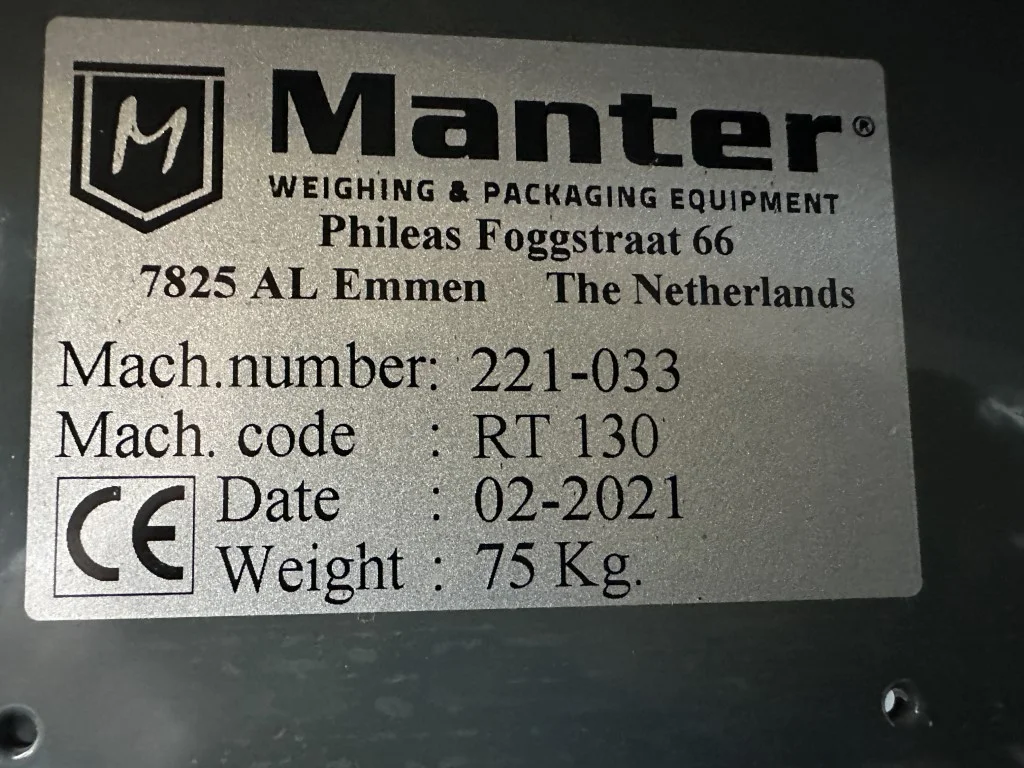 M
Manter®
WEIGHING & PACKAGING EQUIPMENT
Phileas Foggstraat 66
7825 AL Emmen The Netherlands
Mach.number: 221-033
Mach. code : RT 130
CE
Date : 02-2021
Weight : 75 Kg.